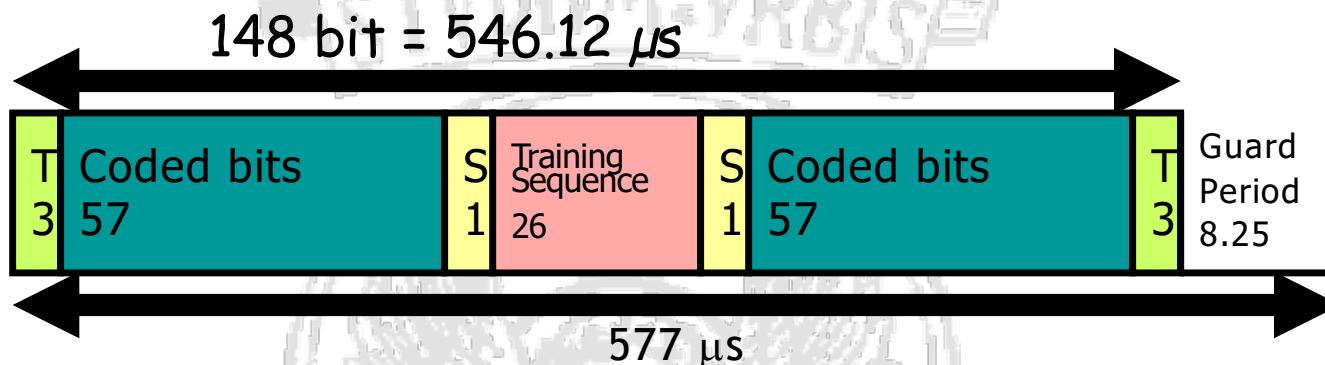 148 bit = 546.12 μs
T Coded bits S Training S Coded bits T Guard
Sequence Period
3 57 1 26 1 57 3 8.25
577 μs